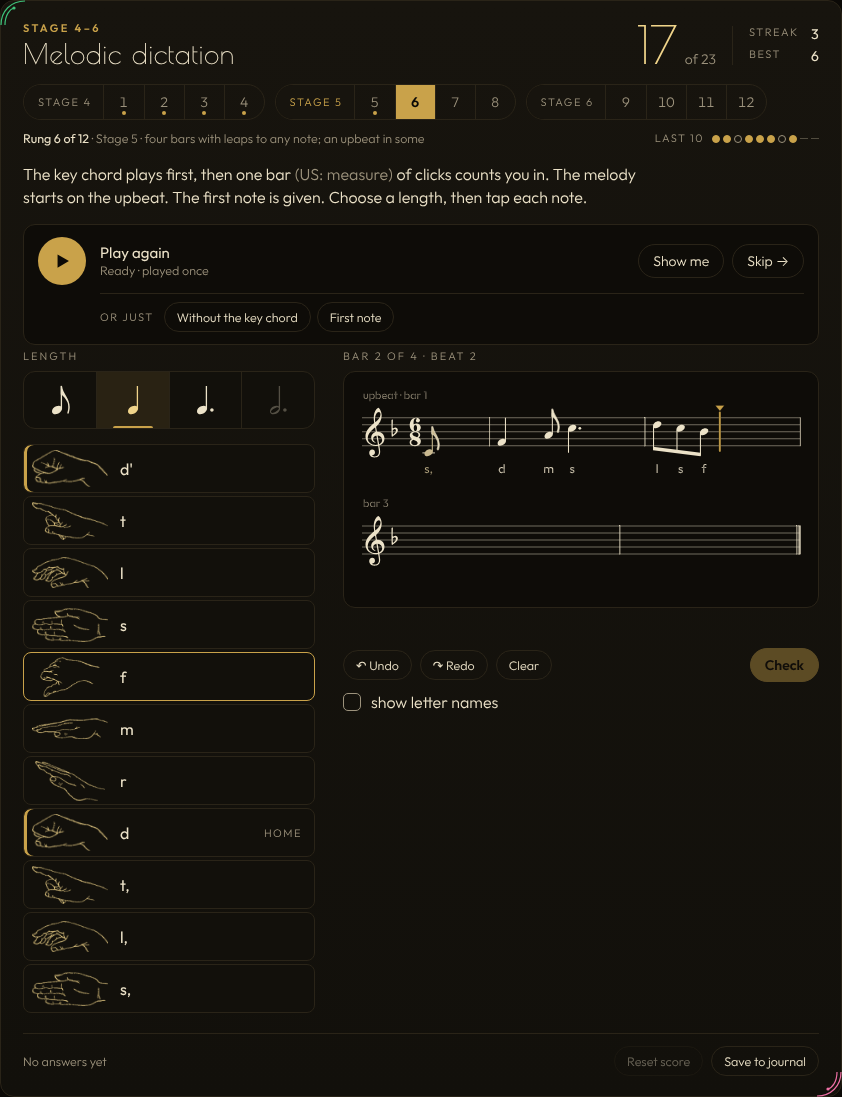 STAGE 4–6
Melodic dictation
17 of 23
STREAK 3
BEST 6
STAGE 4 1 2 3 4 STAGE 5 5 6 7 8 STAGE 6 9 10 11 12
Rung 6 of 12 · Stage 5 · four bars with leaps to any note; an upbeat in some
LAST 10
The key chord plays first, then one bar (US: measure) of clicks counts you in. The melody
starts on the upbeat. The first note is given. Choose a length, then tap each note.
Play again
Ready · played once
Show me
Skip →
OR JUST Without the key chord First note
LENGTH
BAR 2 OF 4 · BEAT 2
upbeat · bar 1
6
8
s, d m s l s f
bar 3
d'
t
l
s
f
m
r
d HOME
t,
l,
s,
↶ Undo ↷ Redo Clear Check
show letter names
No answers yet
Reset score
Save to journal